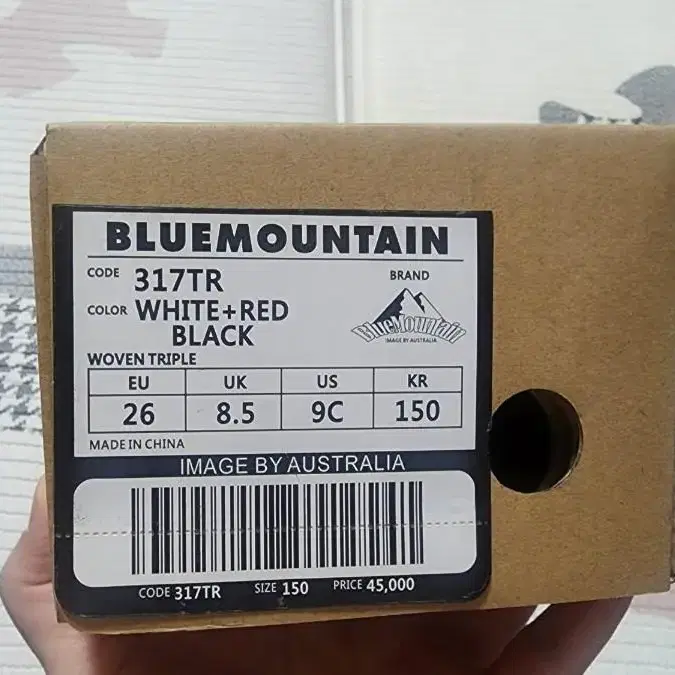 BLUEMOUNTAIN
CODE 317TR
BRAND
COLOR WHITE+RED
BLACK
BlueMountain
IMAGE BY AUSTRALIA
WOVEN TRIPLE
EU UK US KR
26 8.5 9C 150
MADE IN CHINA
IMAGE BY AUSTRALIA
CODE 317TR SIZE 150 PRICE 45,000